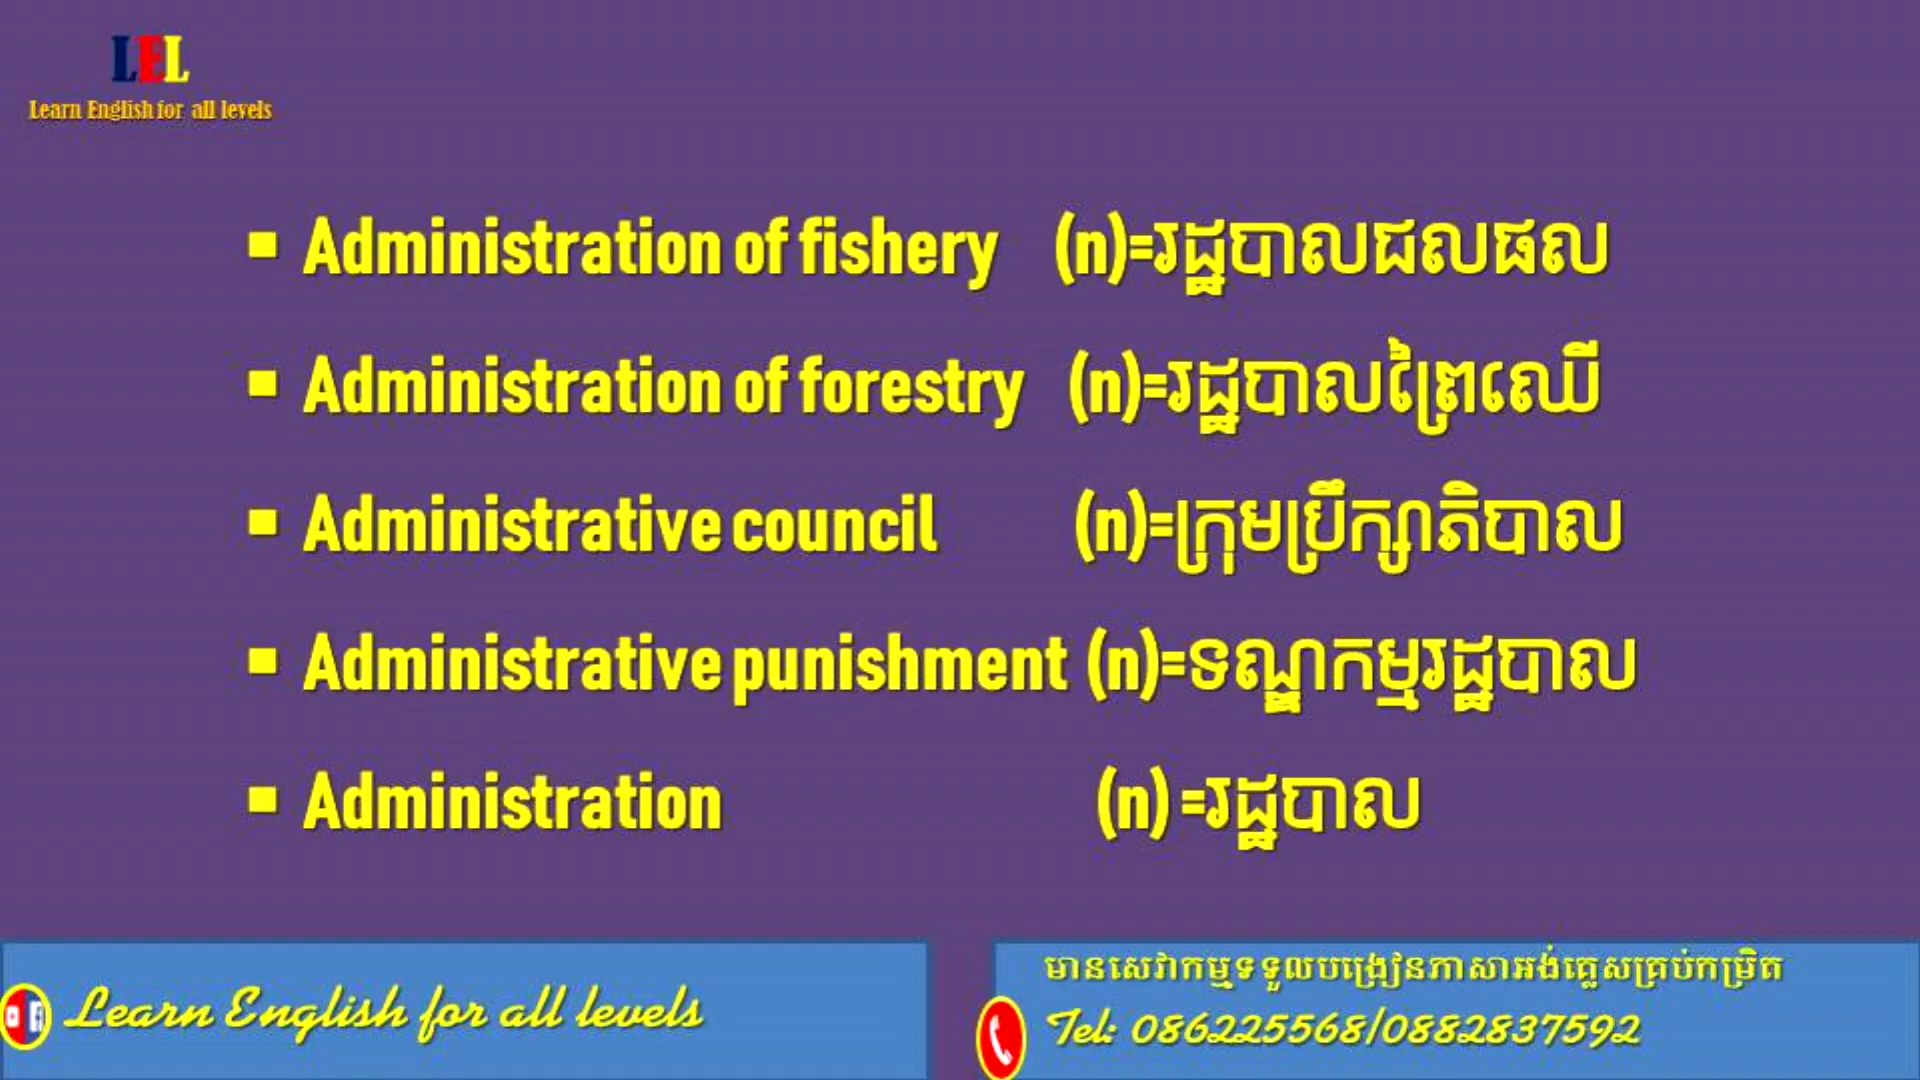 LEL
Learn English for all levels
▪ Administration of fishery (n)=រដ្ឋបាលជលផល
▪ Administration of forestry (n)=រដ្ឋបាលព្រៃឈើ
▪ Administrative council (n)=ក្រុមប្រឹក្សាភិបាល
▪ Administrative punishment (n)=ទណ្ឌកម្មរដ្ឋបាល
▪ Administration (n) =រដ្ឋបាល
Learn English for all levels
មានសេវាកម្មទទួលបង្រៀនភាសាអង់គ្លេសគ្រប់កម្រិត
Tel: 086225568/0882837592